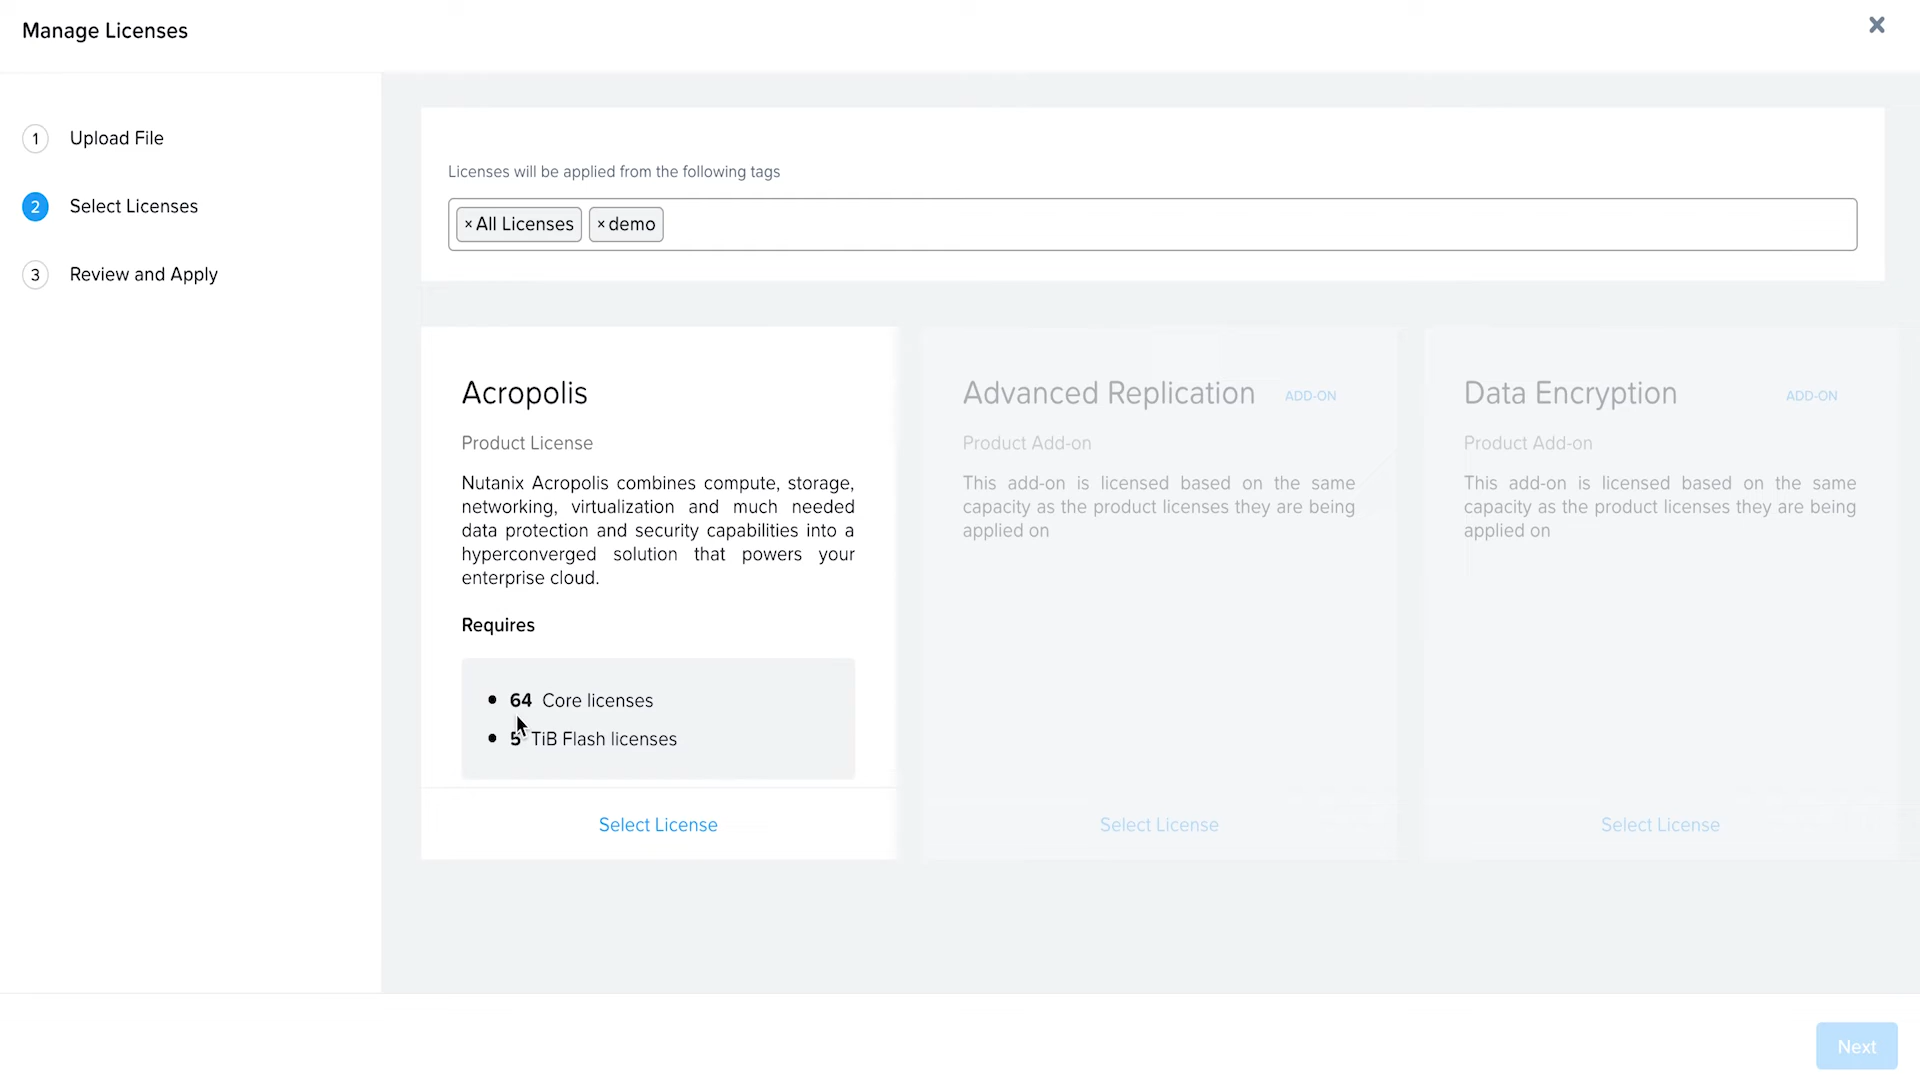 Manage Licenses
×
1 Upload File
2 Select Licenses
3 Review and Apply
Licenses will be applied from the following tags
×All Licenses ×demo
Acropolis
Product License
Nutanix Acropolis combines compute, storage,
networking, virtualization and much needed
data protection and security capabilities into a
hyperconverged solution that powers your
enterprise cloud.
Requires
• 64 Core licenses
• 5 TiB Flash licenses
Select License
Advanced Replication ADD-ON
Product Add-on
This add-on is licensed based on the same
capacity as the product licenses they are being
applied on
Select License
Data Encryption ADD-ON
Product Add-on
This add-on is licensed based on the same
capacity as the product licenses they are being
applied on
Select License
Next